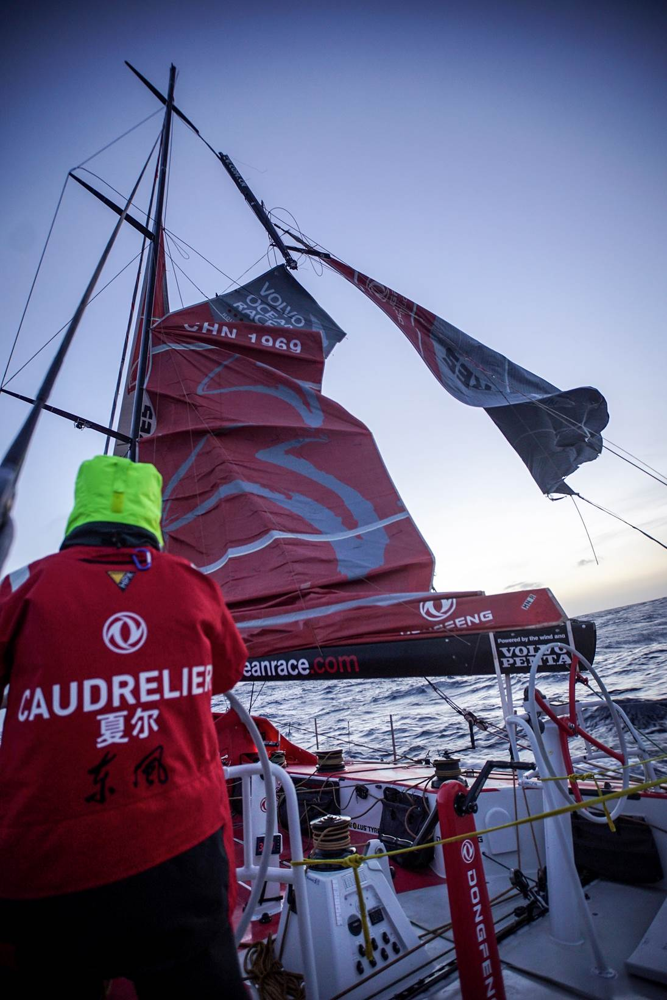 VOLVO
OCEAN
RACE
CHN 1969
DONGFENG
Powered by the wind and
VOLVO
PENTA
eanrace.com
CAUDRELIER
夏尔
东风
DONGFENG